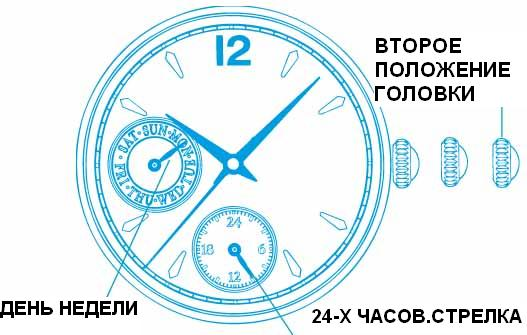 12
ВТОРОЕ
ПОЛОЖЕНИЕ
ГОЛОВКИ
SAT·SUN·MON·TUE·WED·THU·FRI
24
18
6
12
ДЕНЬ НЕДЕЛИ
24-Х ЧАСОВ.СТРЕЛКА